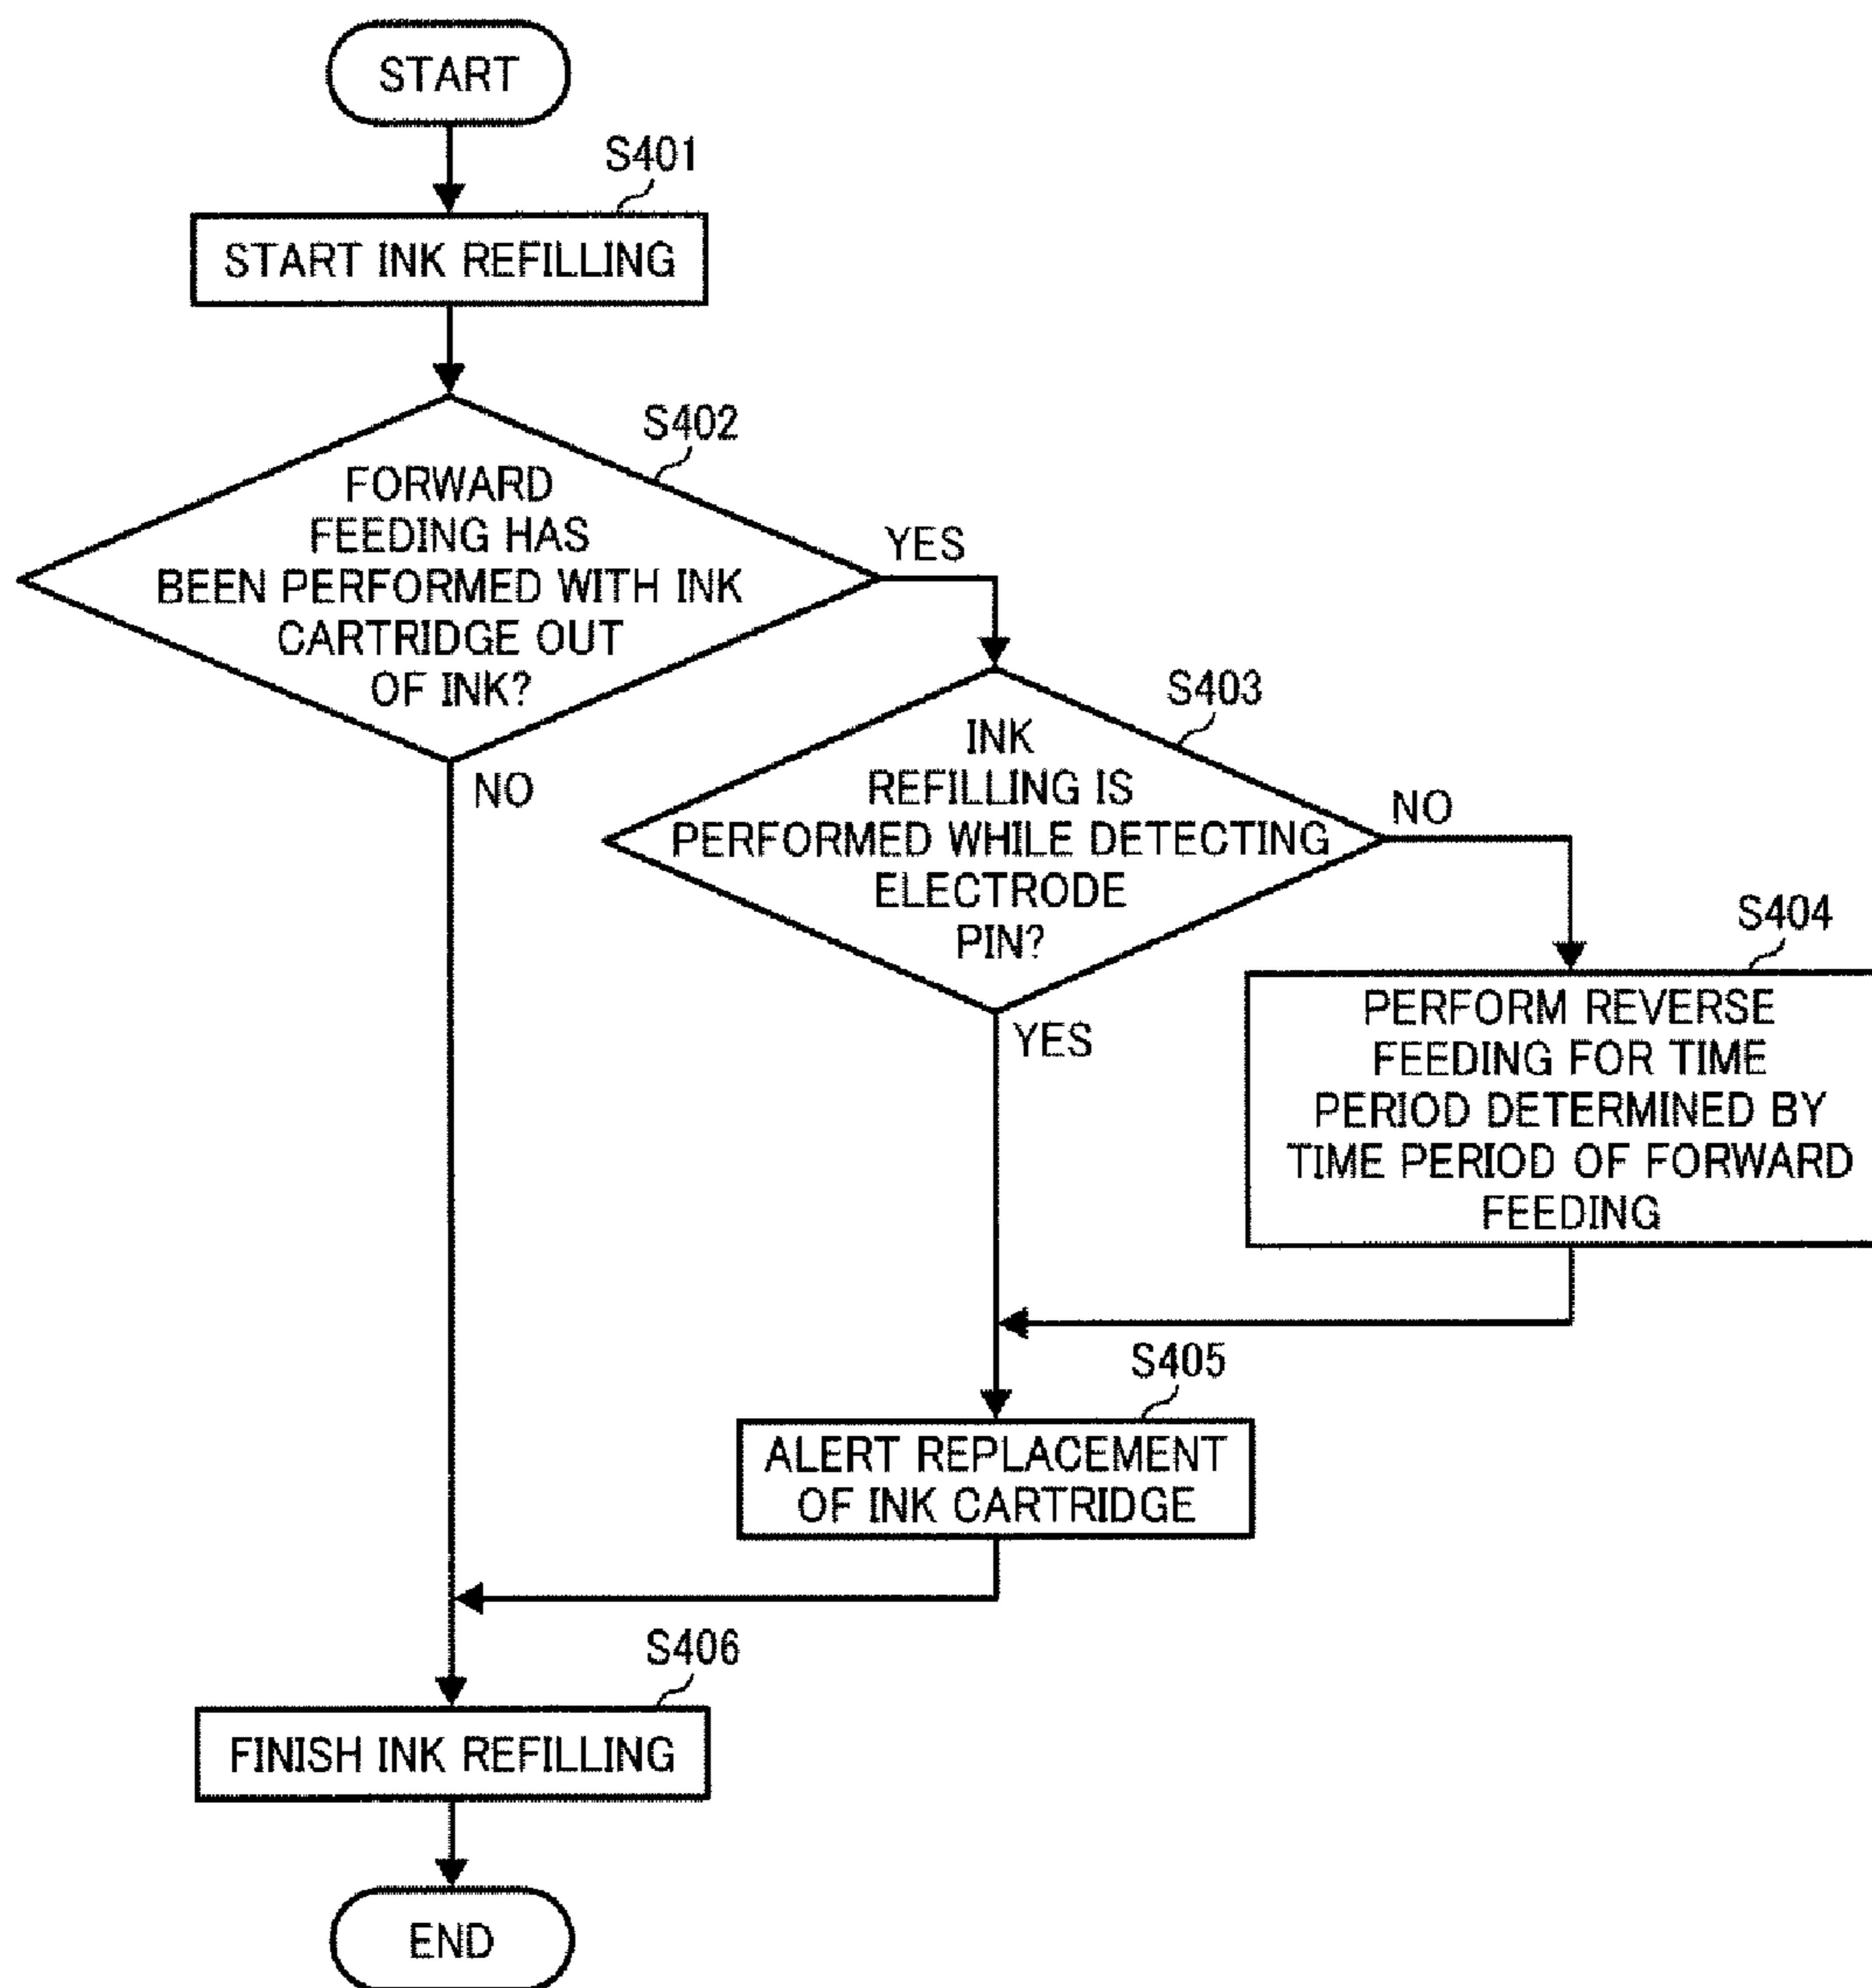 START
S401
START INK REFILLING
S402
FORWARD
FEEDING HAS
BEEN PERFORMED WITH INK
CARTRIDGE OUT
OF INK?
YES
NO
S403
INK
REFILLING IS
PERFORMED WHILE DETECTING
ELECTRODE
PIN?
NO
YES
S404
PERFORM REVERSE
FEEDING FOR TIME
PERIOD DETERMINED BY
TIME PERIOD OF FORWARD
FEEDING
S405
ALERT REPLACEMENT
OF INK CARTRIDGE
S406
FINISH INK REFILLING
END